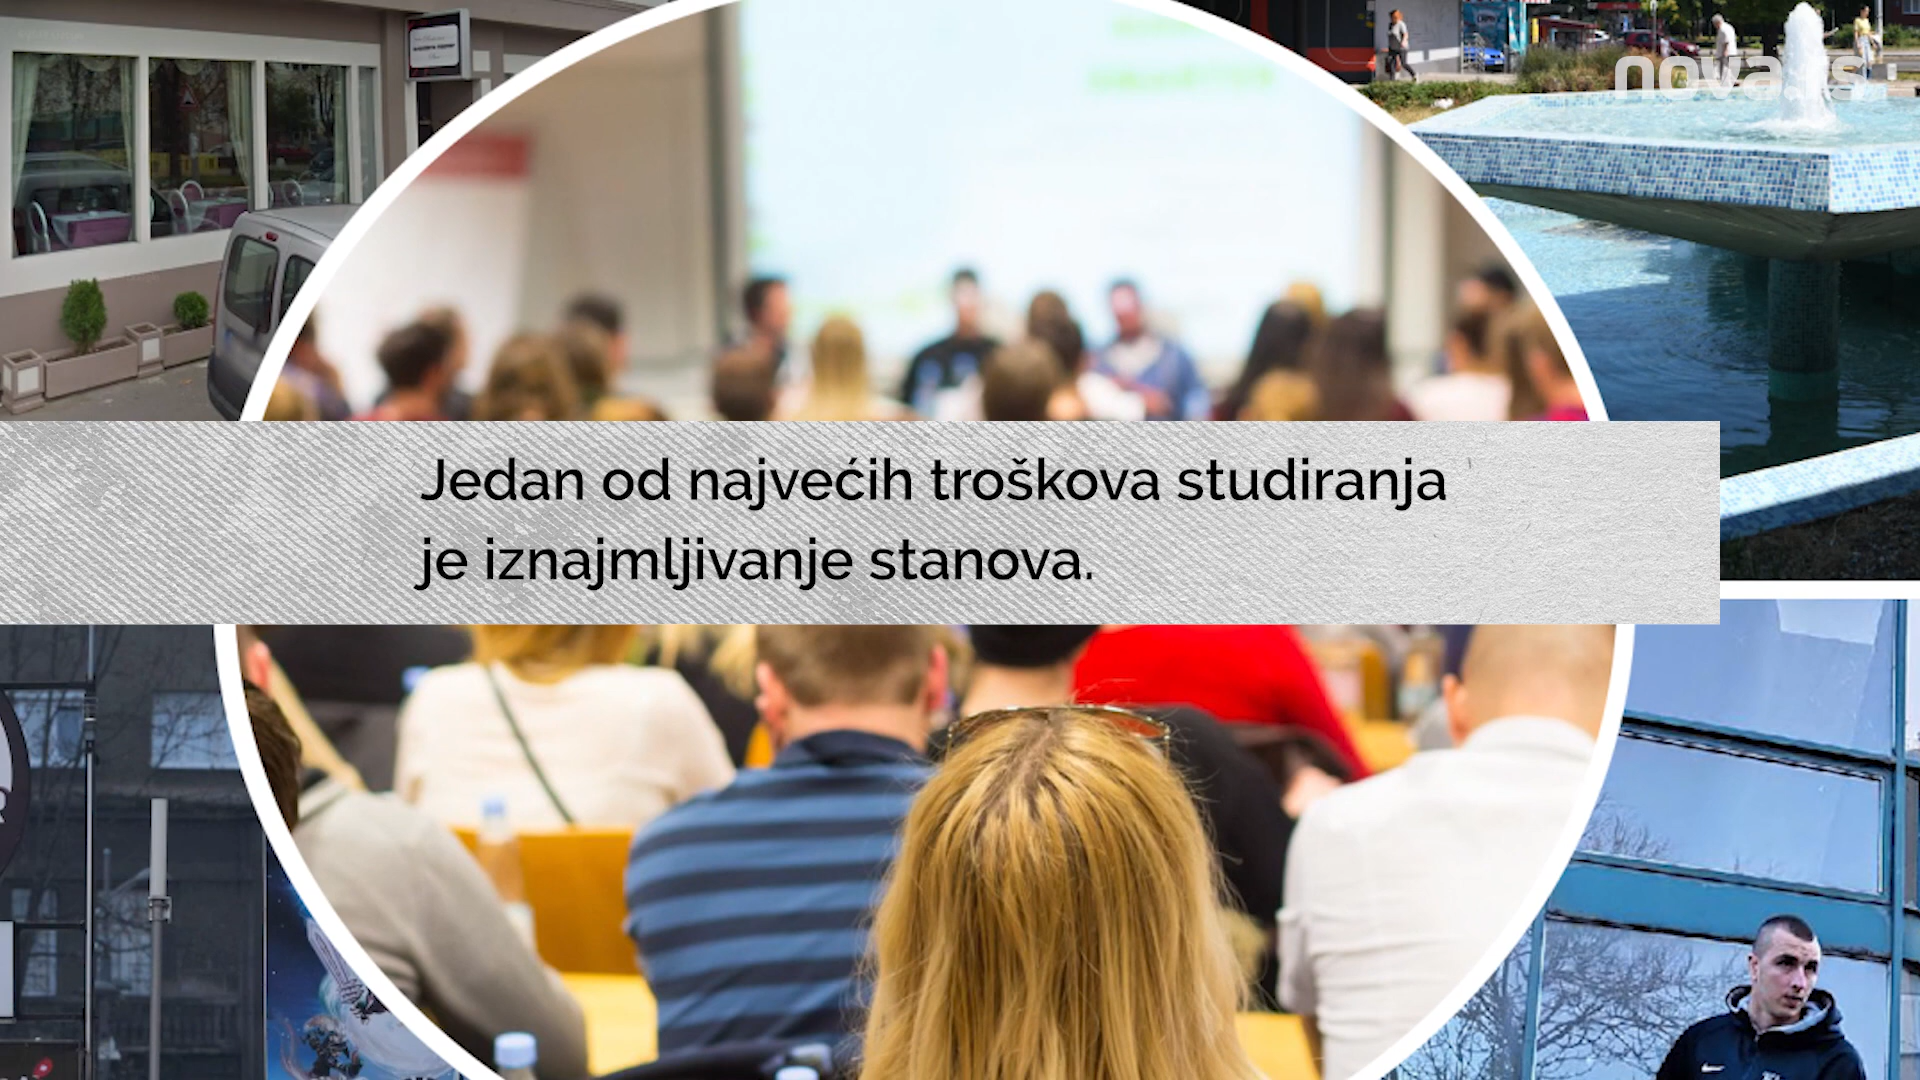 nova.rs
Jedan od najvećih troškova studiranja
je iznajmljivanje stanova.